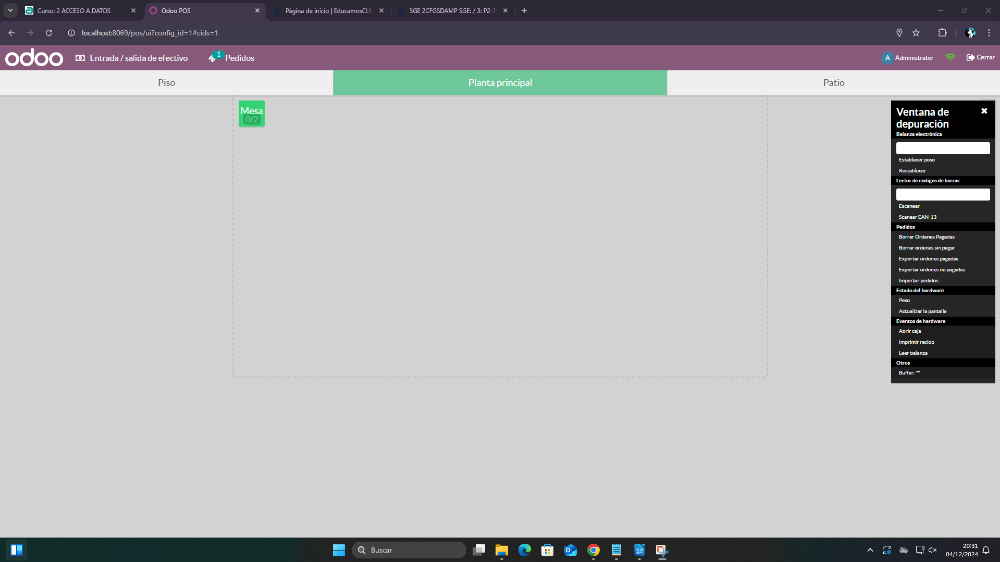 Curso: 2 ACCESO A DATOS
Odoo POS
Página de inicio | EducamosCLM
SGE 2CFGSDAMP SGE: / 3: P2-T
localhost:8069/pos/ui?config_id=1#cids=1
odoo
Entrada / salida de efectivo
1
Pedidos
A
Administrator
Cerrar
Piso
Planta principal
Patio
Mesa
0/2
Ventana de
depuración
Balanza electrónica
Establecer peso
Restablecer
Lector de códigos de barras
Escanear
Scanear EAN-13
Pedidos
Borrar Órdenes Pagadas
Borrar órdenes sin pagar
Exportar órdenes pagadas
Exportar órdenes no pagadas
Importar pedidos
Estado del hardware
Peso
Actualizar la pantalla
Eventos de hardware
Abrir caja
Imprimir recibo
Leer balanza
Otros
Buffer: ""
Buscar
20:31
04/12/2024